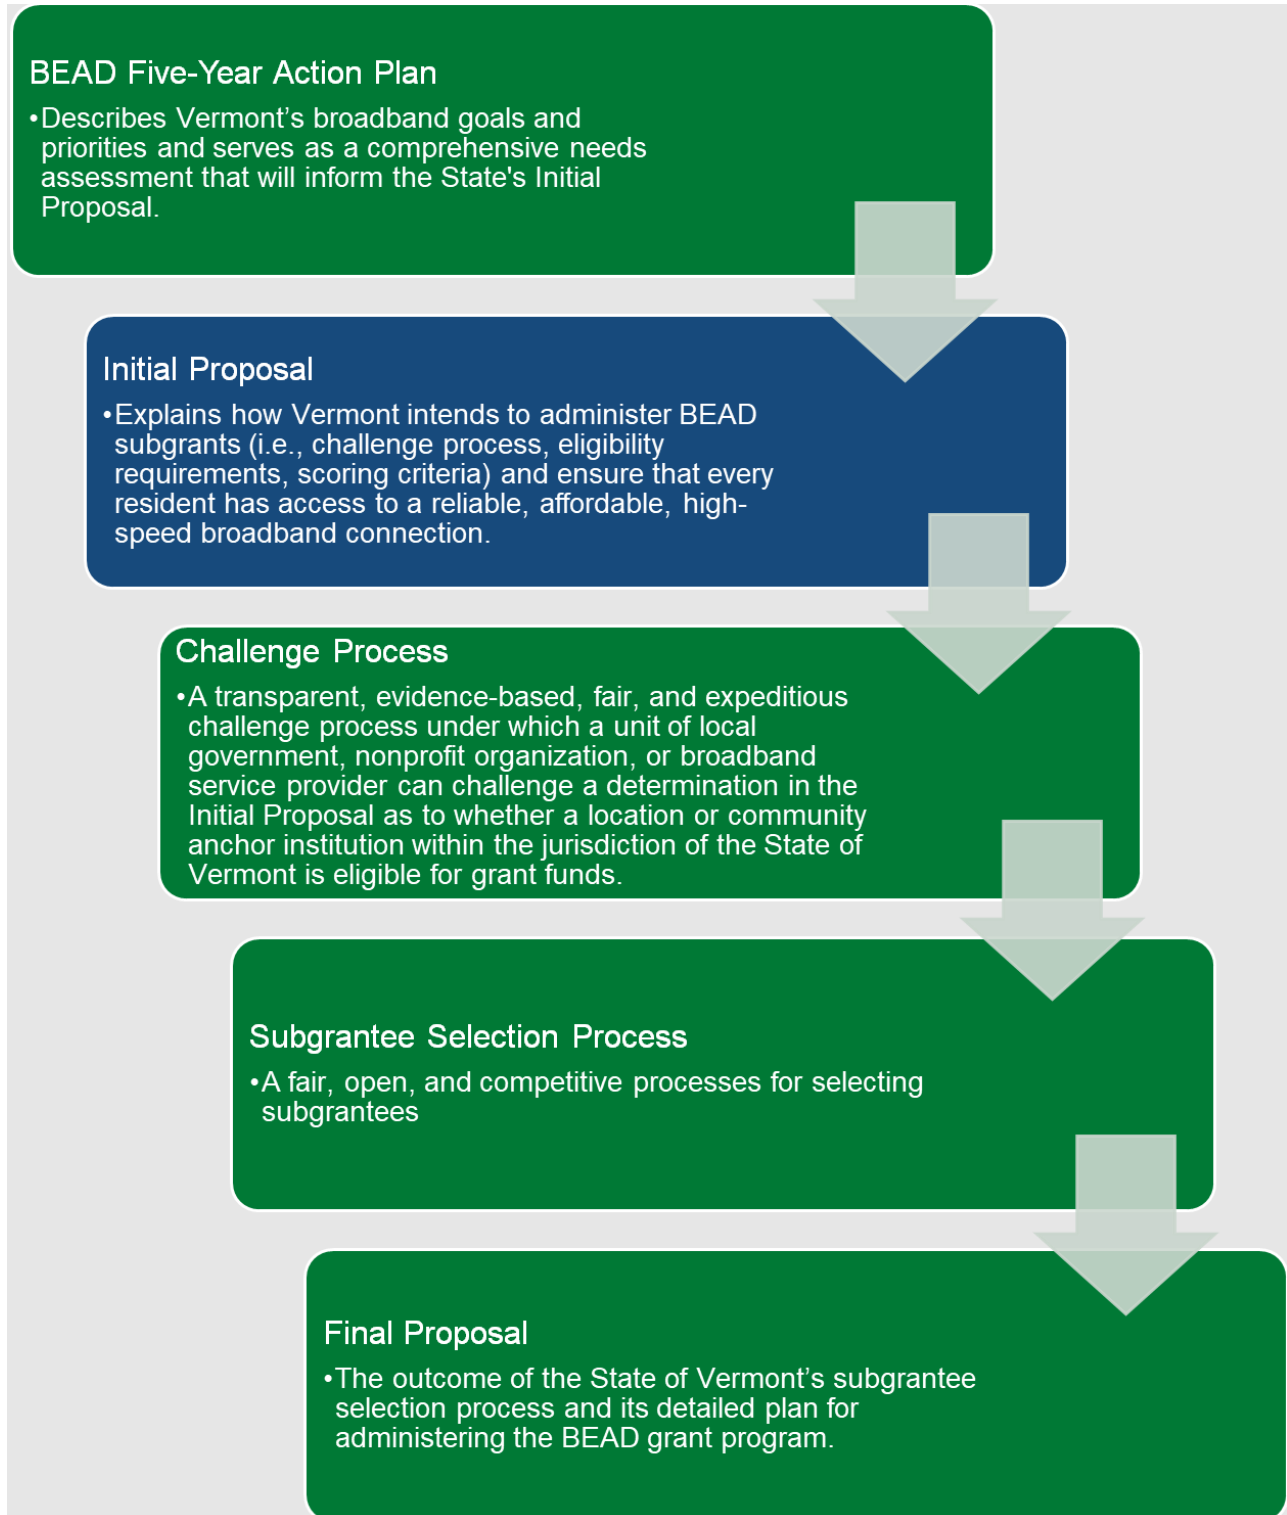 BEAD Five-Year Action Plan
•Describes Vermont’s broadband goals and
priorities and serves as a comprehensive needs
assessment that will inform the State's Initial
Proposal.
Initial Proposal
•Explains how Vermont intends to administer BEAD
subgrants (i.e., challenge process, eligibility
requirements, scoring criteria) and ensure that every
resident has access to a reliable, affordable, high-
speed broadband connection.
Challenge Process
•A transparent, evidence-based, fair, and expeditious
challenge process under which a unit of local
government, nonprofit organization, or broadband
service provider can challenge a determination in the
Initial Proposal as to whether a location or community
anchor institution within the jurisdiction of the State of
Vermont is eligible for grant funds.
Subgrantee Selection Process
•A fair, open, and competitive processes for selecting
subgrantees
Final Proposal
•The outcome of the State of Vermont’s subgrantee
selection process and its detailed plan for
administering the BEAD grant program.